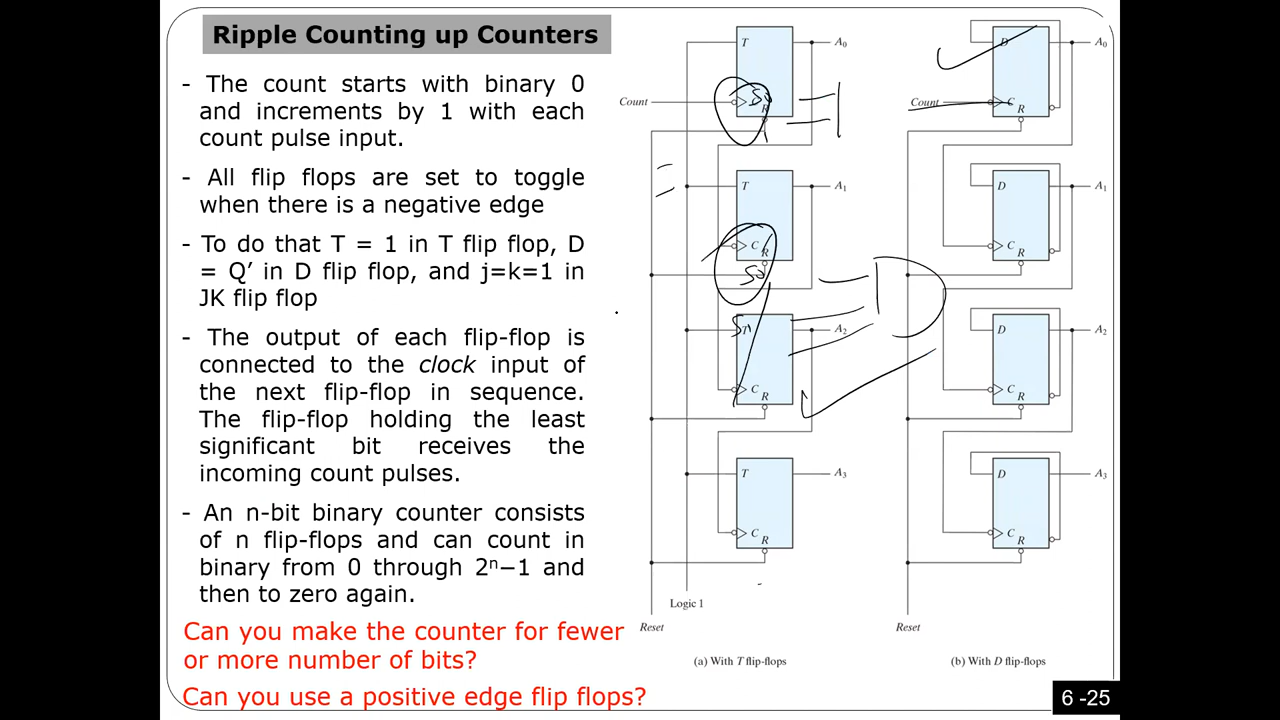 Ripple Counting up Counters
- The count starts with binary 0
and increments by 1 with each
count pulse input.
- All flip flops are set to toggle
when there is a negative edge
- To do that T = 1 in T flip flop, D
= Q’ in D flip flop, and j=k=1 in
JK flip flop
- The output of each flip-flop is
connected to the clock input of
the next flip-flop in sequence.
The flip-flop holding the least
significant bit receives the
incoming count pulses.
- An n-bit binary counter consists
of n flip-flops and can count in
binary from 0 through 2ⁿ−1 and
then to zero again.
Can you make the counter for fewer
or more number of bits?
Can you use a positive edge flip flops?
T
A0
Count
R
T
A1
C
R
T
A2
C
R
T
A3
C
R
Logic 1
Reset
(a) With T flip-flops
D
A0
Count
C
R
D
A1
C
R
D
A2
C
R
D
A3
C
R
Reset
(b) With D flip-flops
6 -25